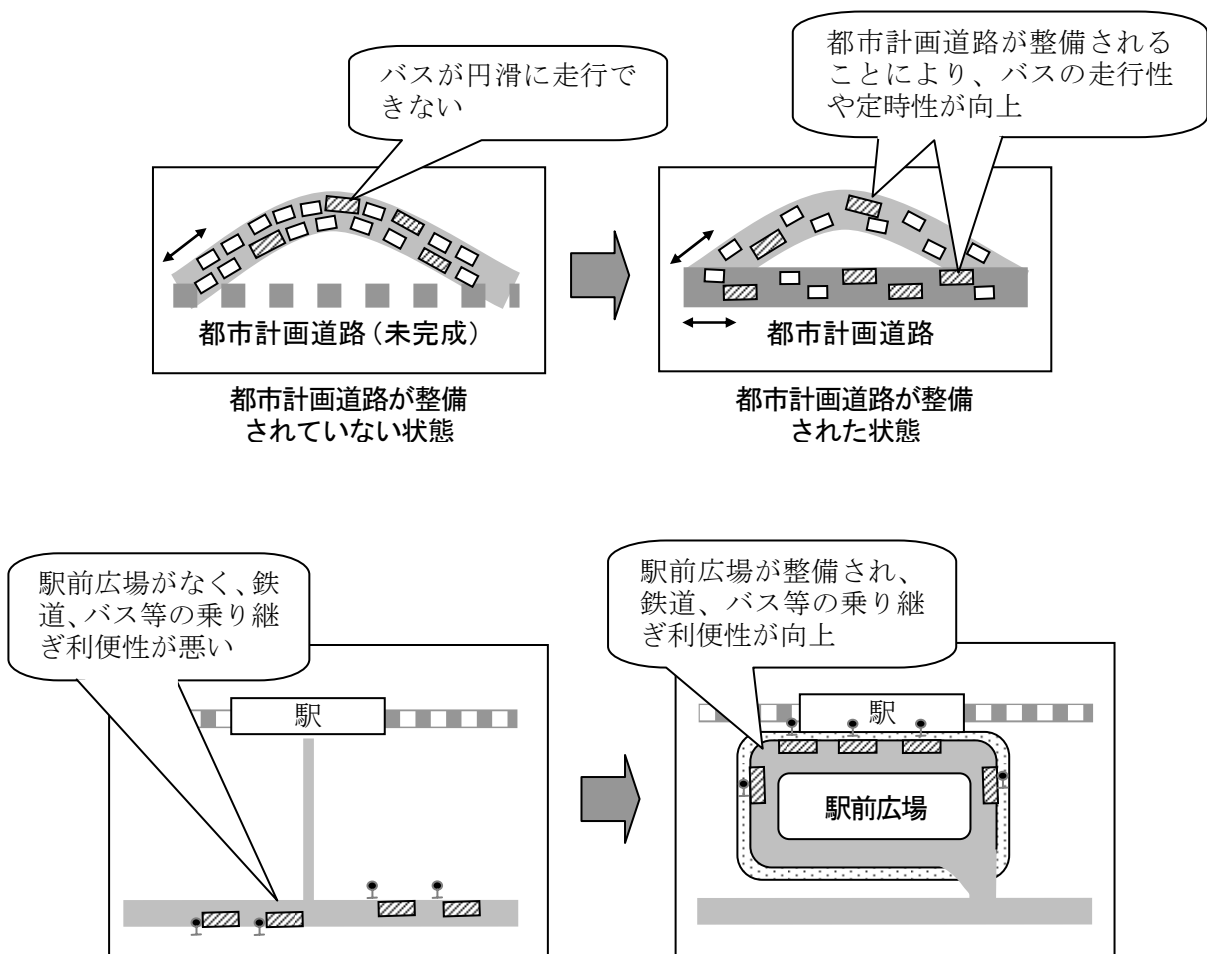 バスが円滑に走行で
きない
都市計画道路が整備される
ことにより、バスの走行性
や定時性が向上
都市計画道路（未完成）
都市計画道路
都市計画道路が整備
されていない状態
都市計画道路が整備
された状態
駅前広場がなく、鉄
道、バス等の乗り継
ぎ利便性が悪い
駅前広場が整備され、
鉄道、バス等の乗り継
ぎ利便性が向上
駅
駅
駅前広場